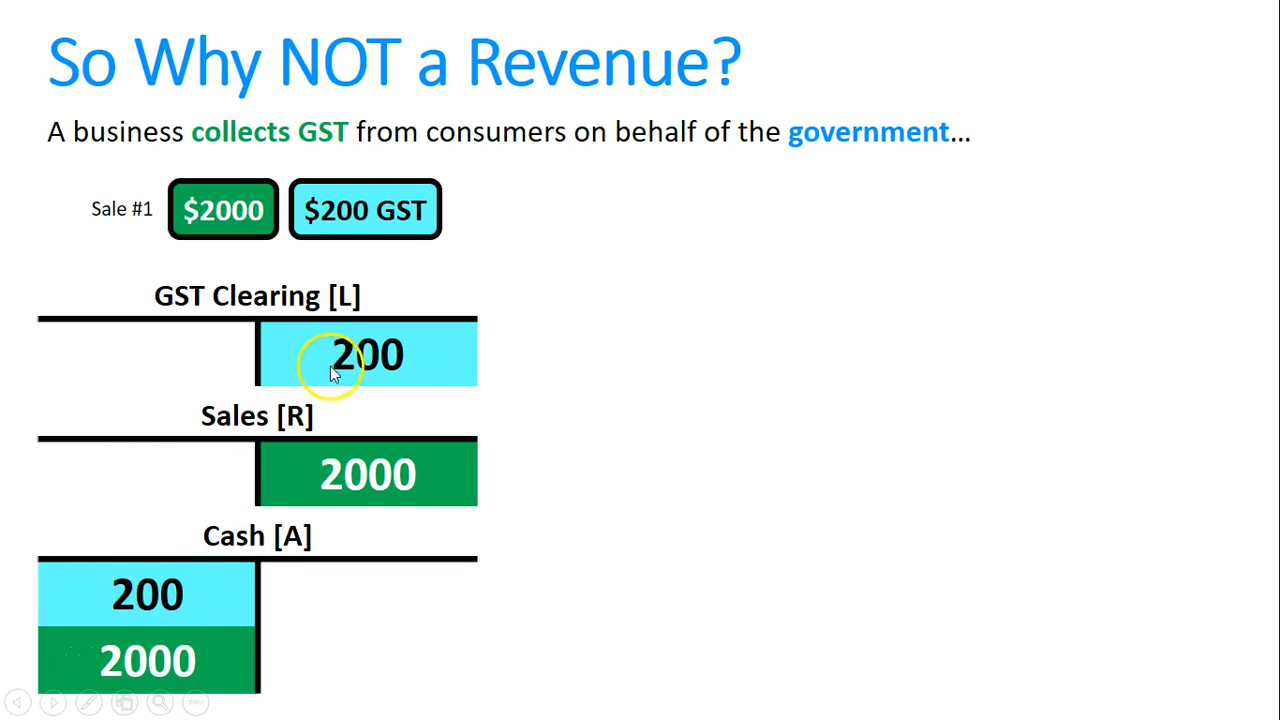 So Why NOT a Revenue?
A business collects GST from consumers on behalf of the government...
Sale #1 $2000 $200 GST
GST Clearing [L]
200
Sales [R]
2000
Cash [A]
200
2000